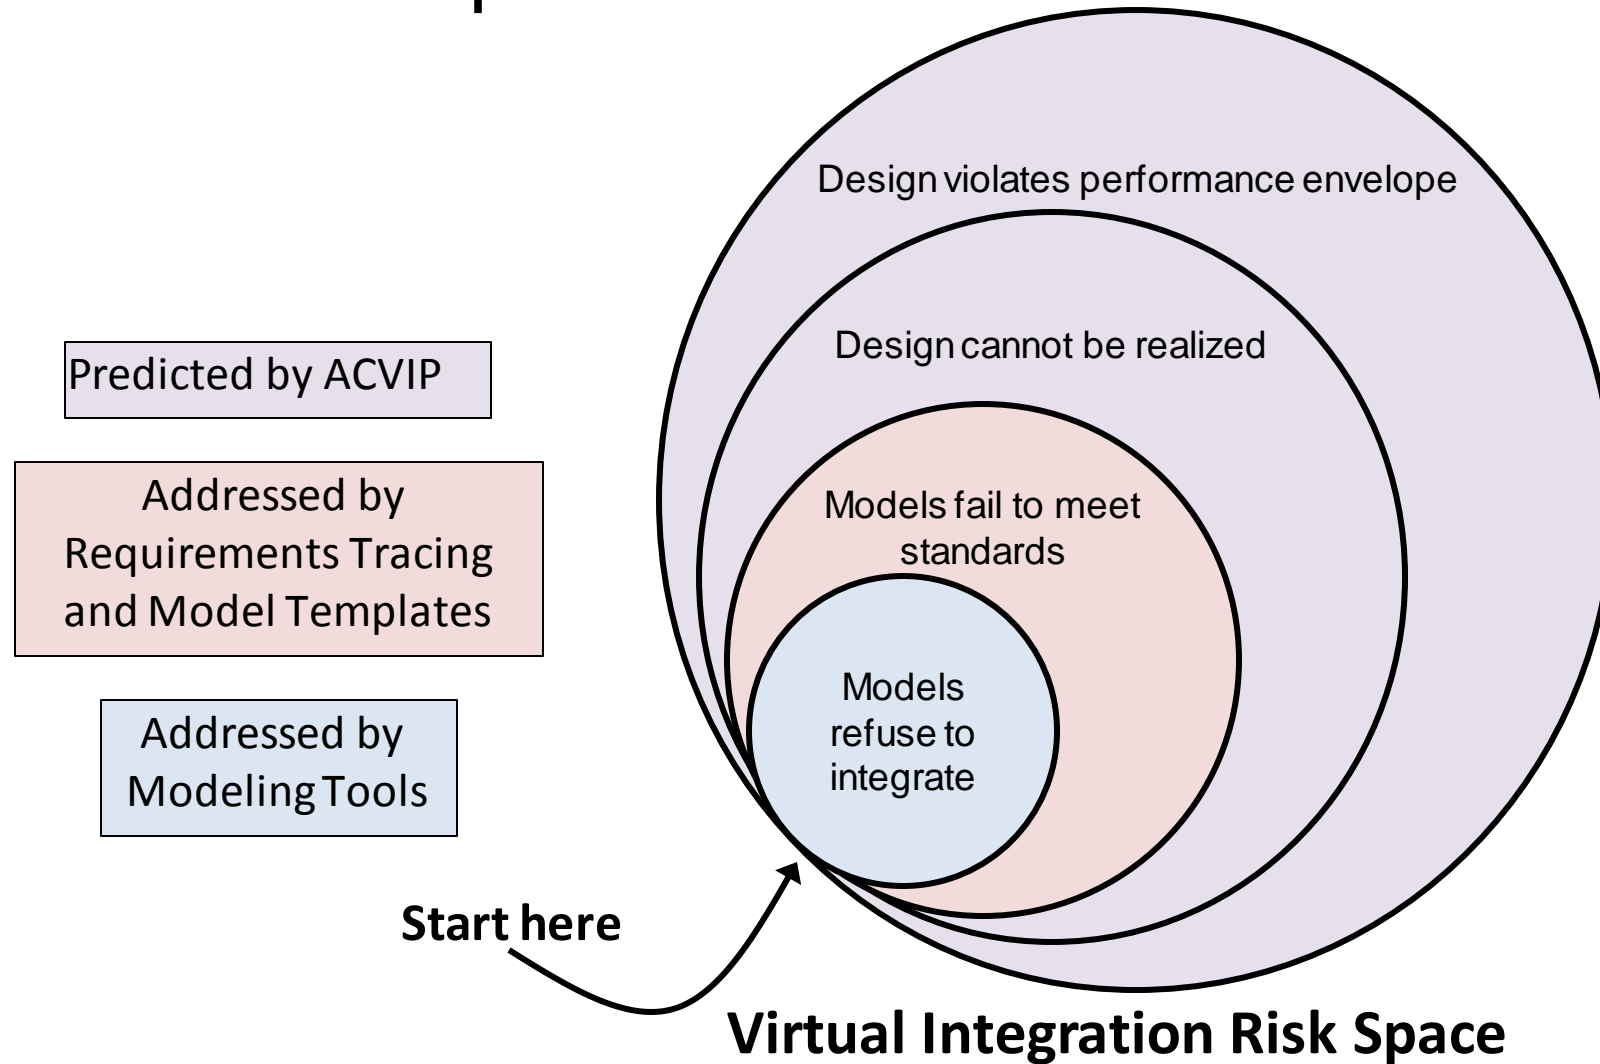 Design violates performance envelope
Design cannot be realized
Predicted by ACVIP
Addressed by
Requirements Tracing
and Model Templates
Models fail to meet
standards
Addressed by
Modeling Tools
Models
refuse to
integrate
Start here
Virtual Integration Risk Space